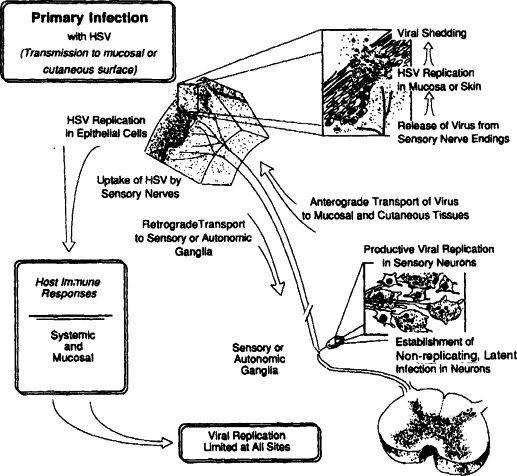 Primary Infection
with HSV
(Transmission to mucosal or
cutaneous surface)
Viral Shedding
HSV Replication
in Mucosa or Skin
Release of Virus from
Sensory Nerve Endings
HSV Replication
in Epithelial Cells
Uptake of HSV by
Sensory Nerves
Anterograde Transport of Virus
to Mucosal and Cutaneous Tissues
RetrogradeTransport
to Sensory or Autonomic
Ganglia
Productive Viral Replication
in Sensory Neurons
Host Immune
Responses
Systemic
and
Mucosal
Sensory or
Autonomic
Ganglia
Establishment of
Non-replicating, Latent
Infection in Neurons
Viral Replication
Limited at All Sites